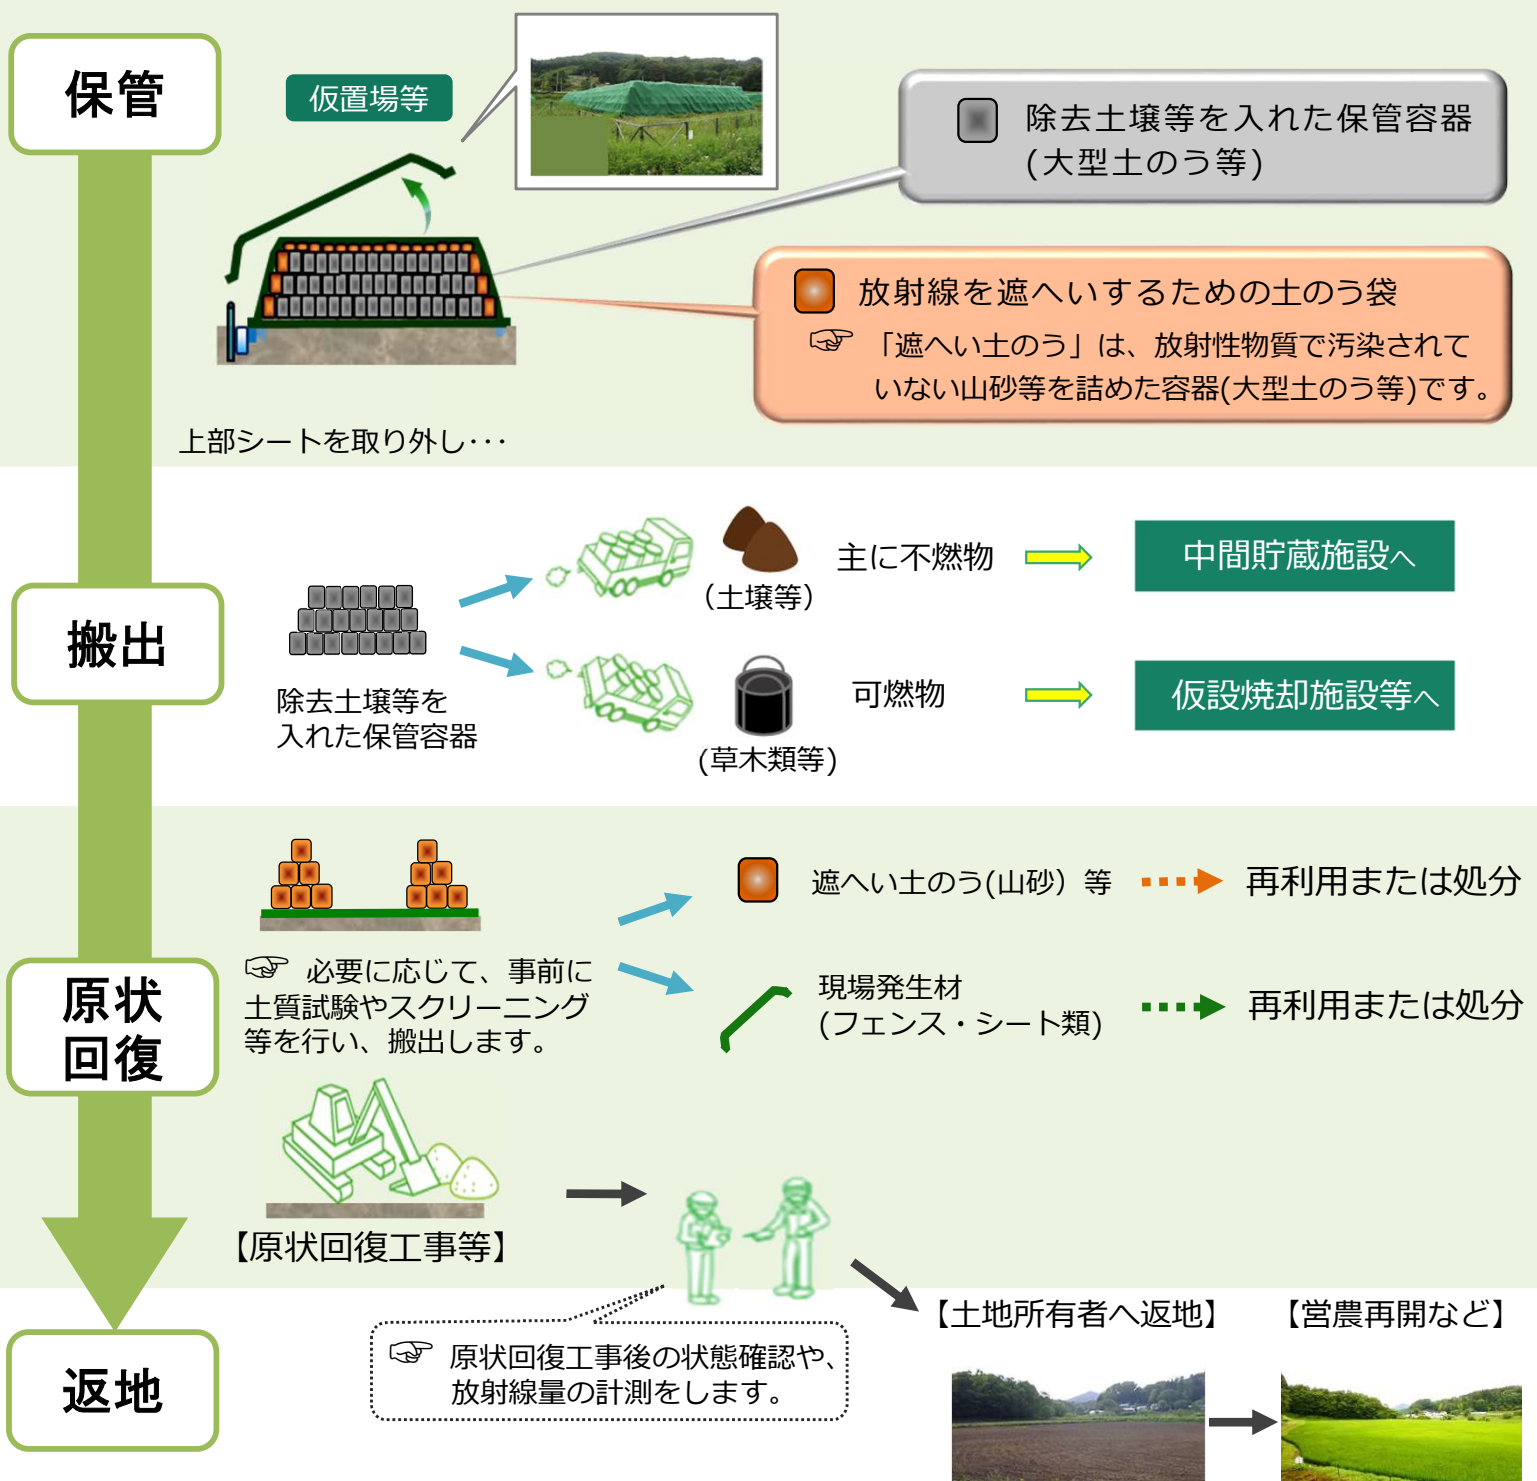 保管
仮置場等
除去土壌等を入れた保管容器
(大型土のう等)
放射線を遮へいするための土のう袋
☞ 「遮へい土のう」は、放射性物質で汚染されて
いない山砂等を詰めた容器(大型土のう等)です。
上部シートを取り外し･･･
搬出
除去土壌等を
入れた保管容器
(土壌等)
主に不燃物
中間貯蔵施設へ
(草木類等)
可燃物
仮設焼却施設等へ
原状
回復
☞ 必要に応じて、事前に
土質試験やスクリーニング
等を行い、搬出します。
遮へい土のう(山砂）等
再利用または処分
現場発生材
(フェンス・シート類)
再利用または処分
【原状回復工事等】
☞ 原状回復工事後の状態確認や、
放射線量の計測をします。
返地
【土地所有者へ返地】
【営農再開など】